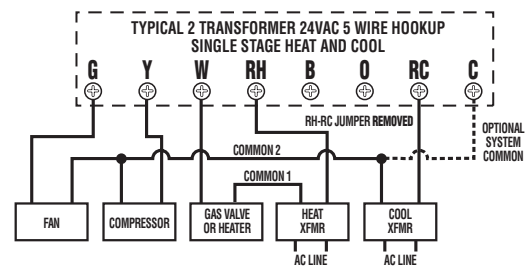 TYPICAL 2 TRANSFORMER 24VAC 5 WIRE HOOKUP
SINGLE STAGE HEAT AND COOL
G Y W RH B O RC C
RH-RC JUMPER REMOVED
OPTIONAL
SYSTEM
COMMON
COMMON 2
COMMON 1
FAN
COMPRESSOR
GAS VALVE
OR HEATER
HEAT
XFMR
COOL
XFMR
AC LINE
AC LINE